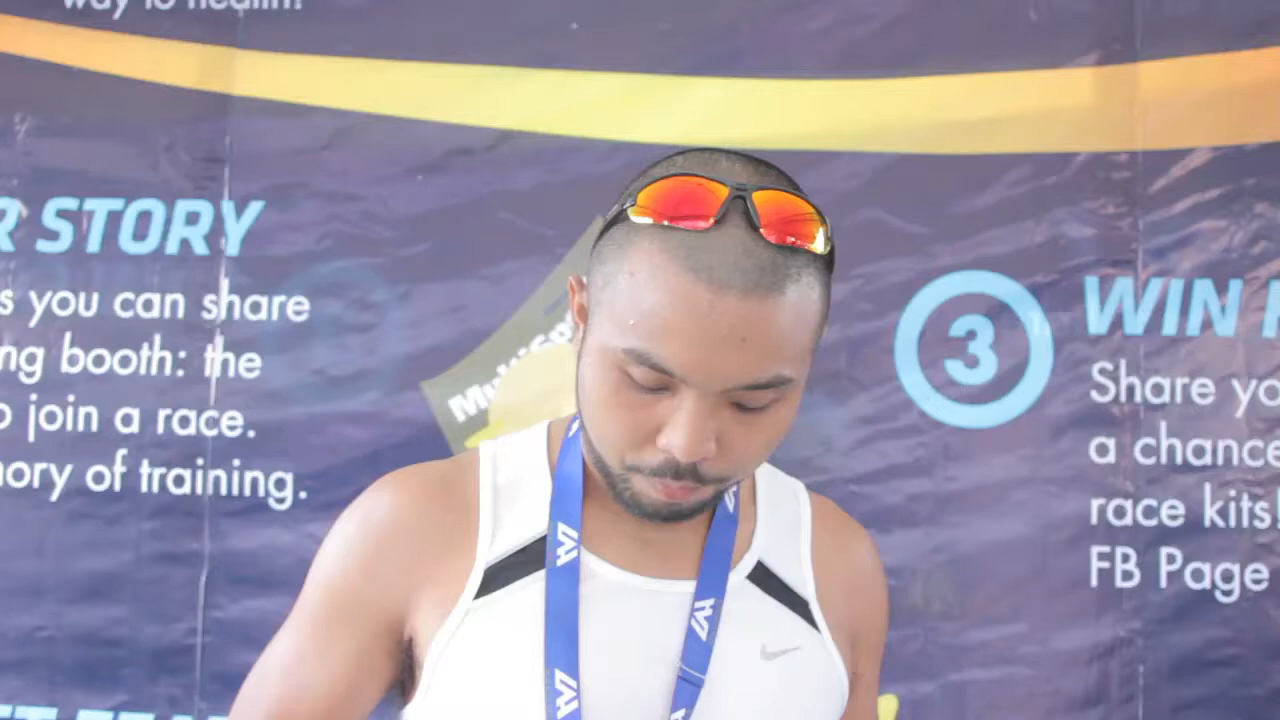 way to health!
R STORY
s you can share
ng booth: the
o join a race.
nory of training.
3
WIN
Share yo
a chance
race kits!
FB Page